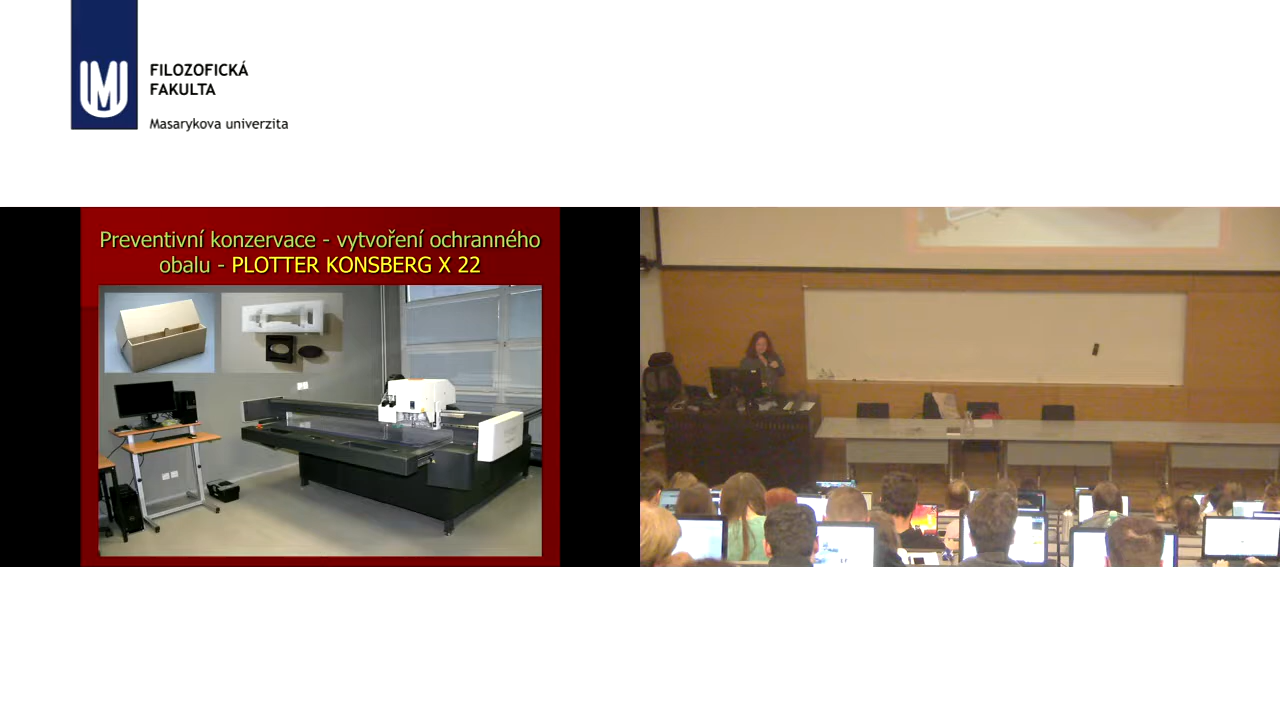 FILOZOFICKÁ
FAKULTA
Masarykova univerzita
Preventivní konzervace - vytvoření ochranného
obalu - PLOTTER KONSBERG X 22